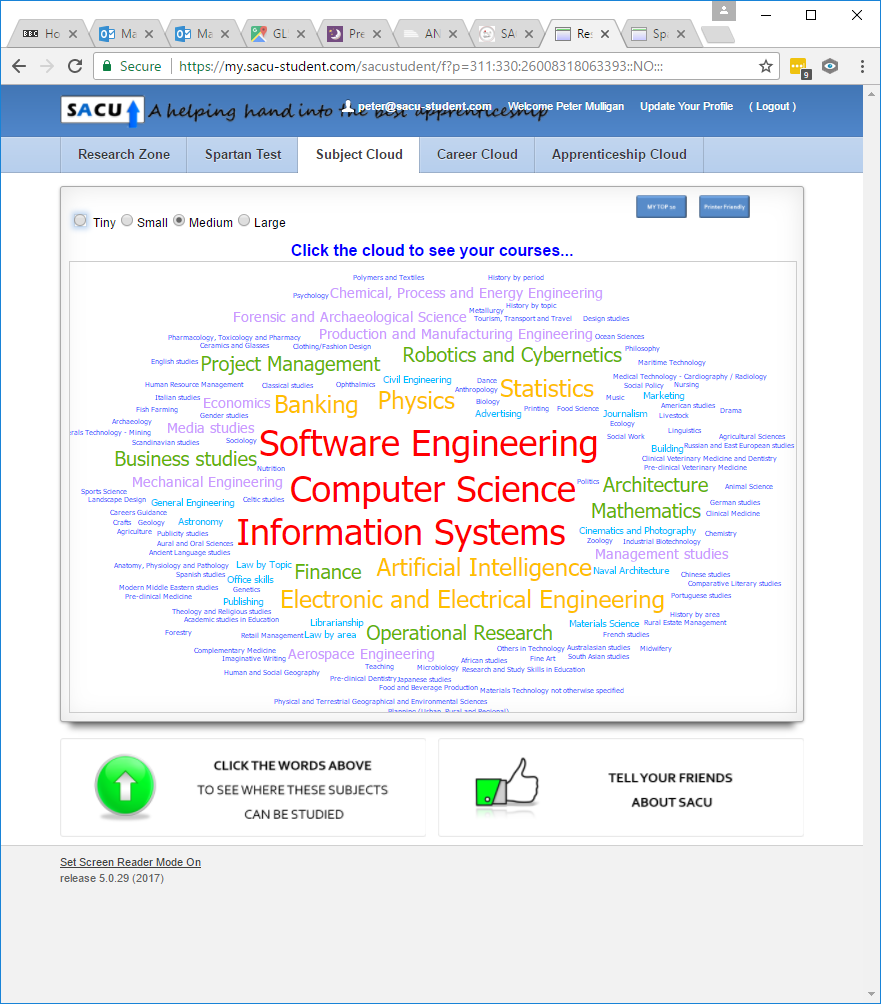 Ho
Ma
Ma
GL
Pre
AN
SA
Res
Spa
Secure https://my.sacu-student.com/sacustudent/f?p=311:330:26008318063393::NO:::
9
SACU A helping hand into the best apprenticeship
peter@sacu-student.com Welcome Peter Mulligan Update Your Profile ( Logout )
Research Zone Spartan Test Subject Cloud Career Cloud Apprenticeship Cloud
MY TOP 20 Printer Friendly
Tiny Small Medium Large
Click the cloud to see your courses...
Polymers and Textiles History by period
Psychology Chemical, Process and Energy Engineering
History by topic
Forensic and Archaeological Science Metallurgy
Tourism, Transport and Travel Design studies
Pharmacology, Toxicology and Pharmacy Production and Manufacturing Engineering Ocean Sciences
Ceramics and Glasses Clothing/Fashion Design Philosophy
English studies Project Management Robotics and Cybernetics Maritime Technology
Human Resource Management Classical studies Ophthalmics Civil Engineering Dance Medical Technology - Cardiology / Radiology
Social Policy Nursing
Italian studies Economics Banking Physics Anthropology Statistics Music Marketing
Biology American studies
Fish Farming Gender studies Advertising Printing Food Science Journalism Livestock Drama
Archaeology Media studies Ecology
rals Technology - Mining Linguistics
Scandinavian studies Sociology Software Engineering Social Work Agricultural Sciences
Building Russian and East European studies
Business studies Clinical Veterinary Medicine and Dentistry
Nutrition Pre-clinical Veterinary Medicine
Mechanical Engineering Computer Science Politics Architecture Animal Science
Sports Science
Landscape Design General Engineering Celtic studies German studies
Careers Guidance Mathematics Clinical Medicine
Crafts Geology Astronomy Information Systems
Agriculture Publicity studies Cinematics and Photography Chemistry
Aural and Oral Sciences Zoology Industrial Biotechnology
Ancient Language studies Management studies
Anatomy, Physiology and Pathology Law by Topic Finance Artificial Intelligence Naval Architecture
Spanish studies Office skills Chinese studies
Modern Middle Eastern studies Genetics Comparative Literary studies
Pre-clinical Medicine Publishing Electronic and Electrical Engineering Portuguese studies
Theology and Religious studies History by area
Academic studies in Education Librarianship Materials Science Rural Estate Management
Forestry Retail Management Law by area Operational Research French studies
Complementary Medicine Aerospace Engineering Others in Technology Australasian studies Midwifery
Imaginative Writing African studies Fine Art South Asian studies
Human and Social Geography Teaching Microbiology Research and Study Skills in Education
Pre-clinical Dentistry Japanese studies
Food and Beverage Production Materials Technology not otherwise specified
Physical and Terrestrial Geographical and Environmental Sciences
Planning (Urban, Rural and Regional)
CLICK THE WORDS ABOVE
TO SEE WHERE THESE SUBJECTS
CAN BE STUDIED
TELL YOUR FRIENDS
ABOUT SACU
Set Screen Reader Mode On
release 5.0.29 (2017)